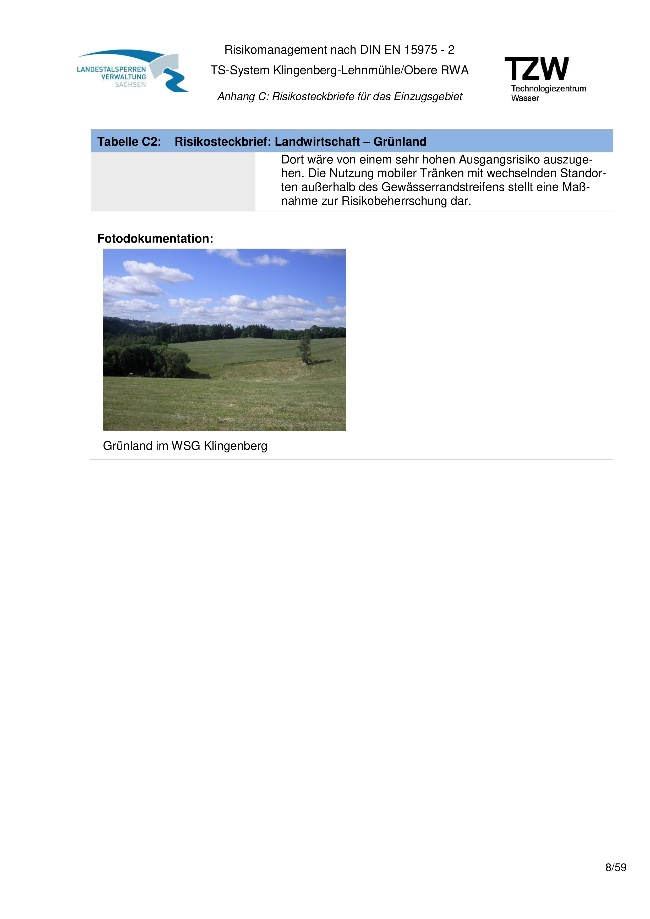 LANDESTALSPERREN
VERWALTUNG
SACHSEN
Risikomanagement nach DIN EN 15975 - 2
TS-System Klingenberg-Lehnmühle/Obere RWA
Anhang C: Risikosteckbriefe für das Einzugsgebiet
TZW
Technologiezentrum
Wasser
Tabelle C2: Risikosteckbrief: Landwirtschaft – Grünland
Dort wäre von einem sehr hohen Ausgangsrisiko auszuge-
hen. Die Nutzung mobiler Tränken mit wechselnden Standor-
ten außerhalb des Gewässerrandstreifens stellt eine Maß-
nahme zur Risikobeherrschung dar.
Fotodokumentation:
Grünland im WSG Klingenberg
8/59